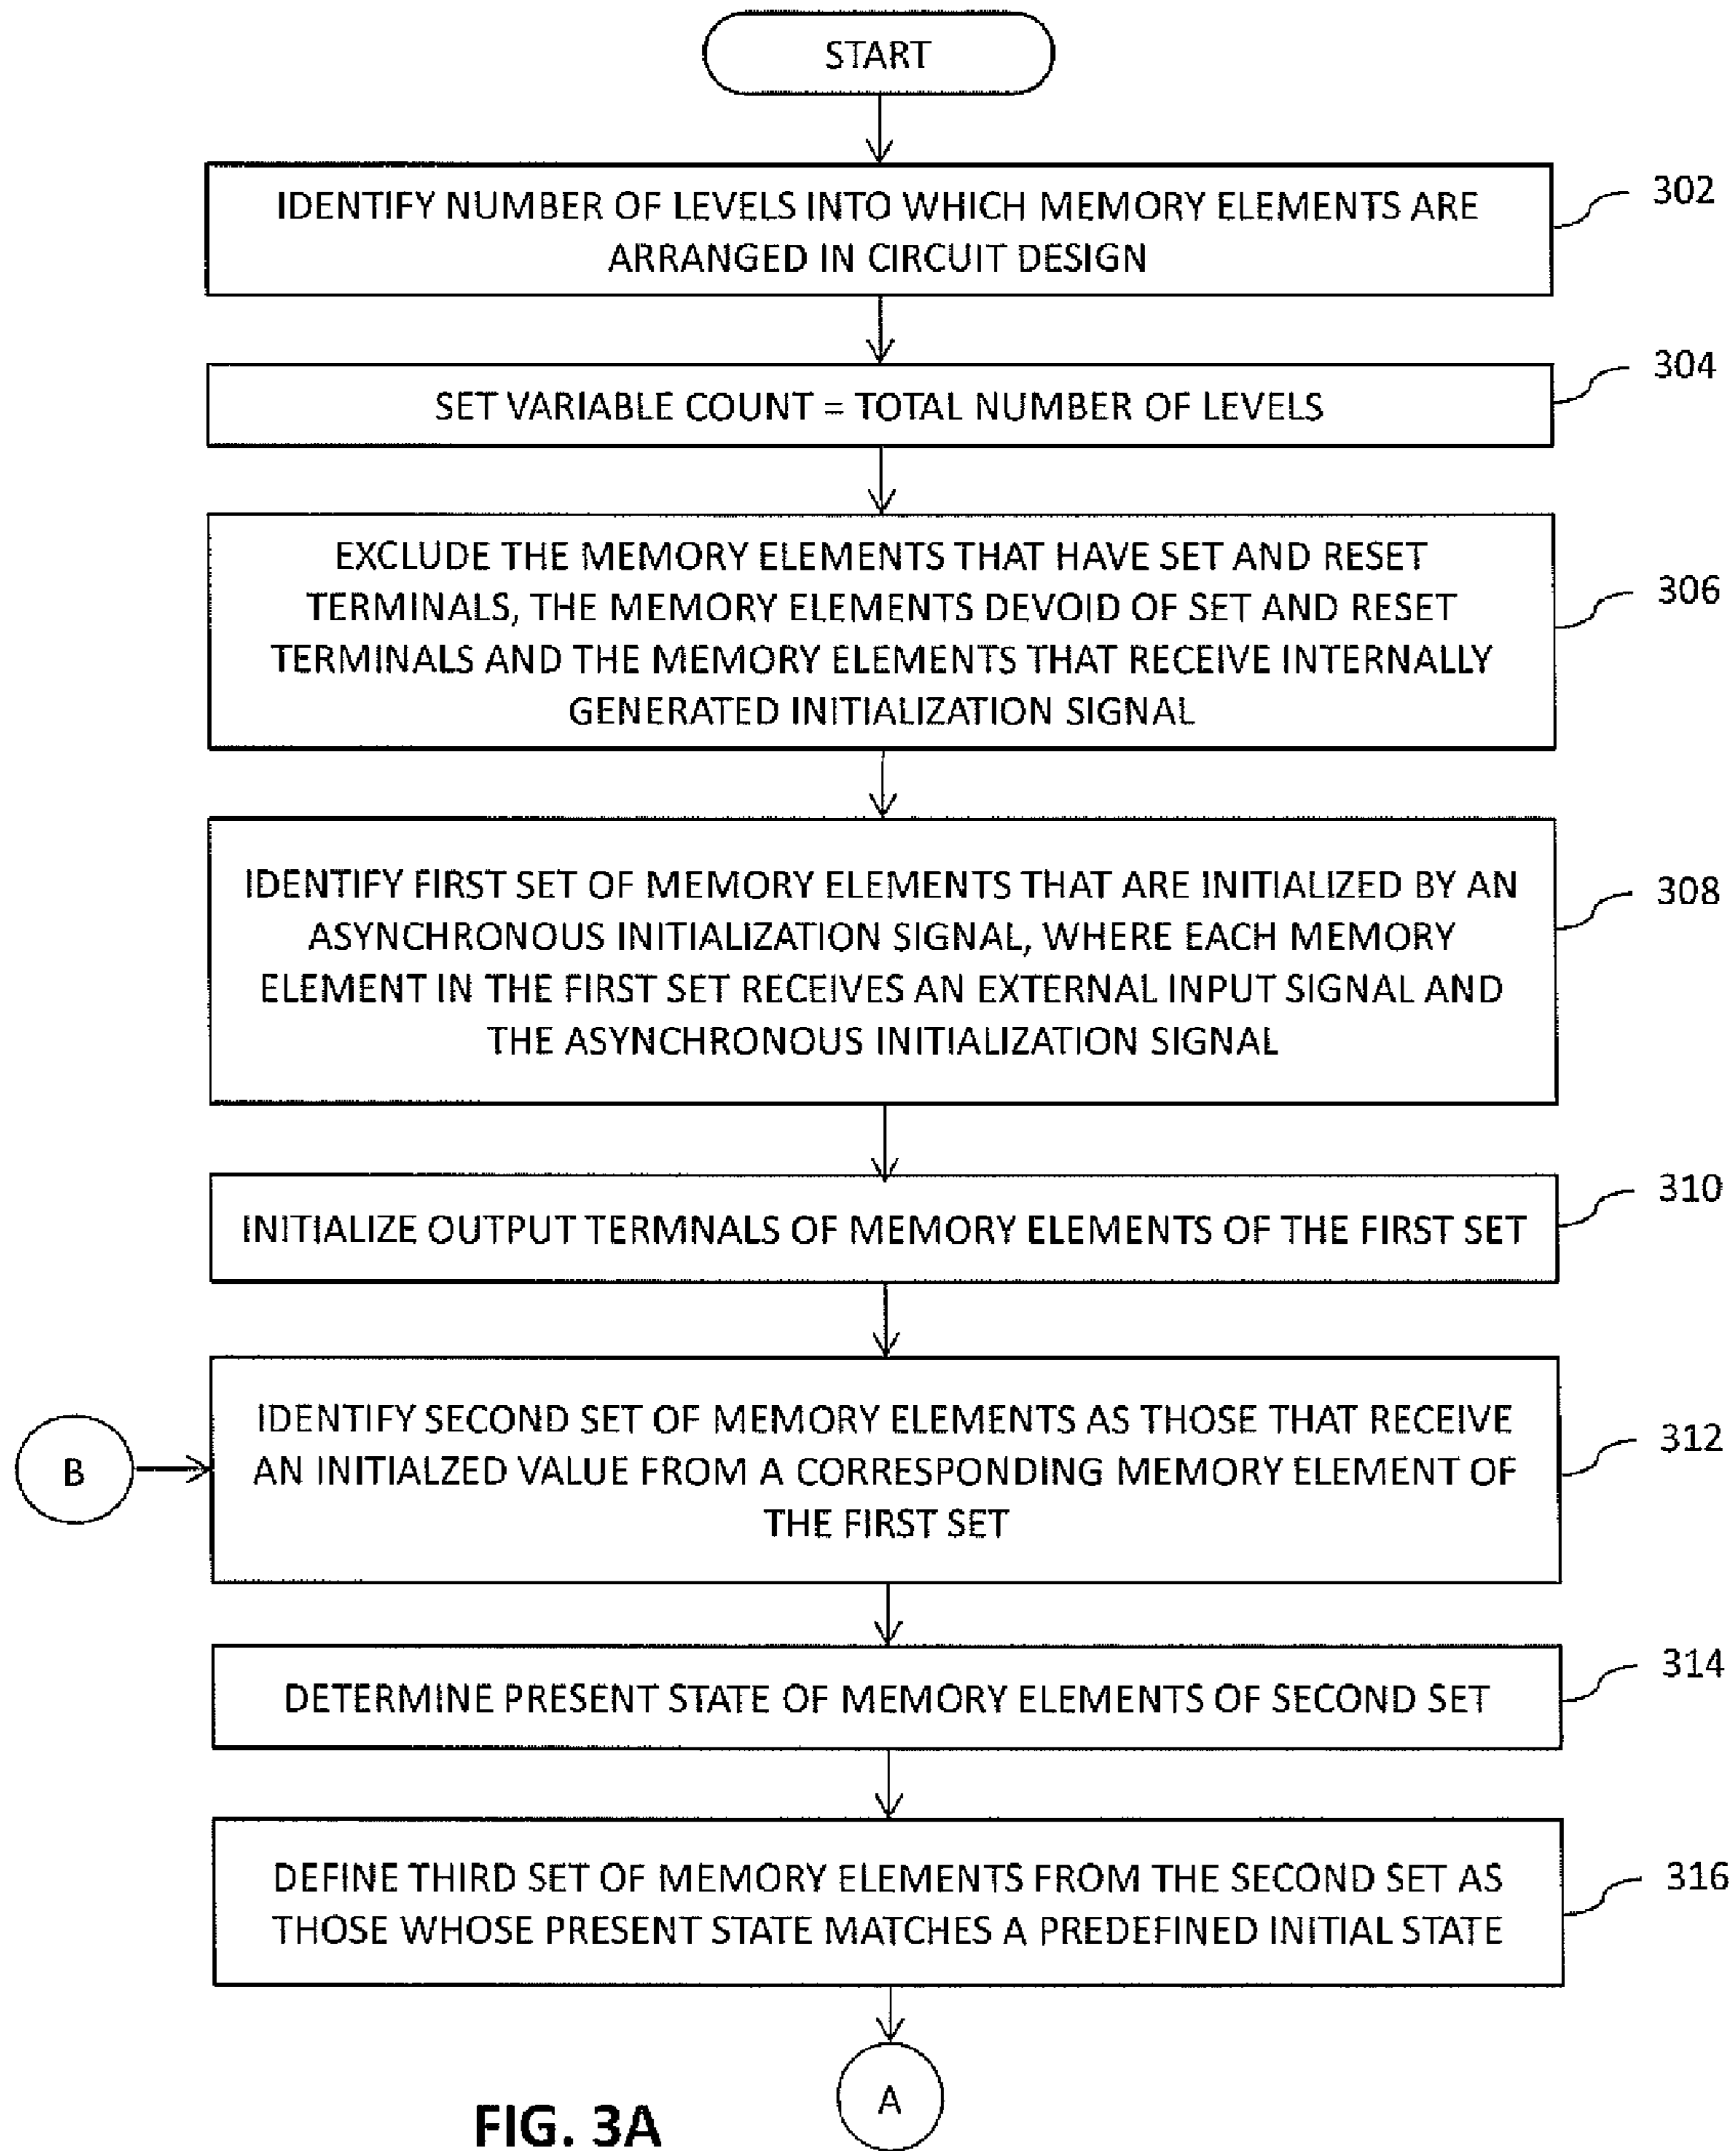 START
IDENTIFY NUMBER OF LEVELS INTO WHICH MEMORY ELEMENTS ARE
ARRANGED IN CIRCUIT DESIGN
302
SET VARIABLE COUNT = TOTAL NUMBER OF LEVELS
304
EXCLUDE THE MEMORY ELEMENTS THAT HAVE SET AND RESET
TERMINALS, THE MEMORY ELEMENTS DEVOID OF SET AND RESET
TERMINALS AND THE MEMORY ELEMENTS THAT RECEIVE INTERNALLY
GENERATED INITIALIZATION SIGNAL
306
IDENTIFY FIRST SET OF MEMORY ELEMENTS THAT ARE INITIALIZED BY AN
ASYNCHRONOUS INITIALIZATION SIGNAL, WHERE EACH MEMORY
ELEMENT IN THE FIRST SET RECEIVES AN EXTERNAL INPUT SIGNAL AND
THE ASYNCHRONOUS INITIALIZATION SIGNAL
308
INITIALIZE OUTPUT TERMNALS OF MEMORY ELEMENTS OF THE FIRST SET
310
B
IDENTIFY SECOND SET OF MEMORY ELEMENTS AS THOSE THAT RECEIVE
AN INITIALZED VALUE FROM A CORRESPONDING MEMORY ELEMENT OF
THE FIRST SET
312
DETERMINE PRESENT STATE OF MEMORY ELEMENTS OF SECOND SET
314
DEFINE THIRD SET OF MEMORY ELEMENTS FROM THE SECOND SET AS
THOSE WHOSE PRESENT STATE MATCHES A PREDEFINED INITIAL STATE
316
A
FIG. 3A